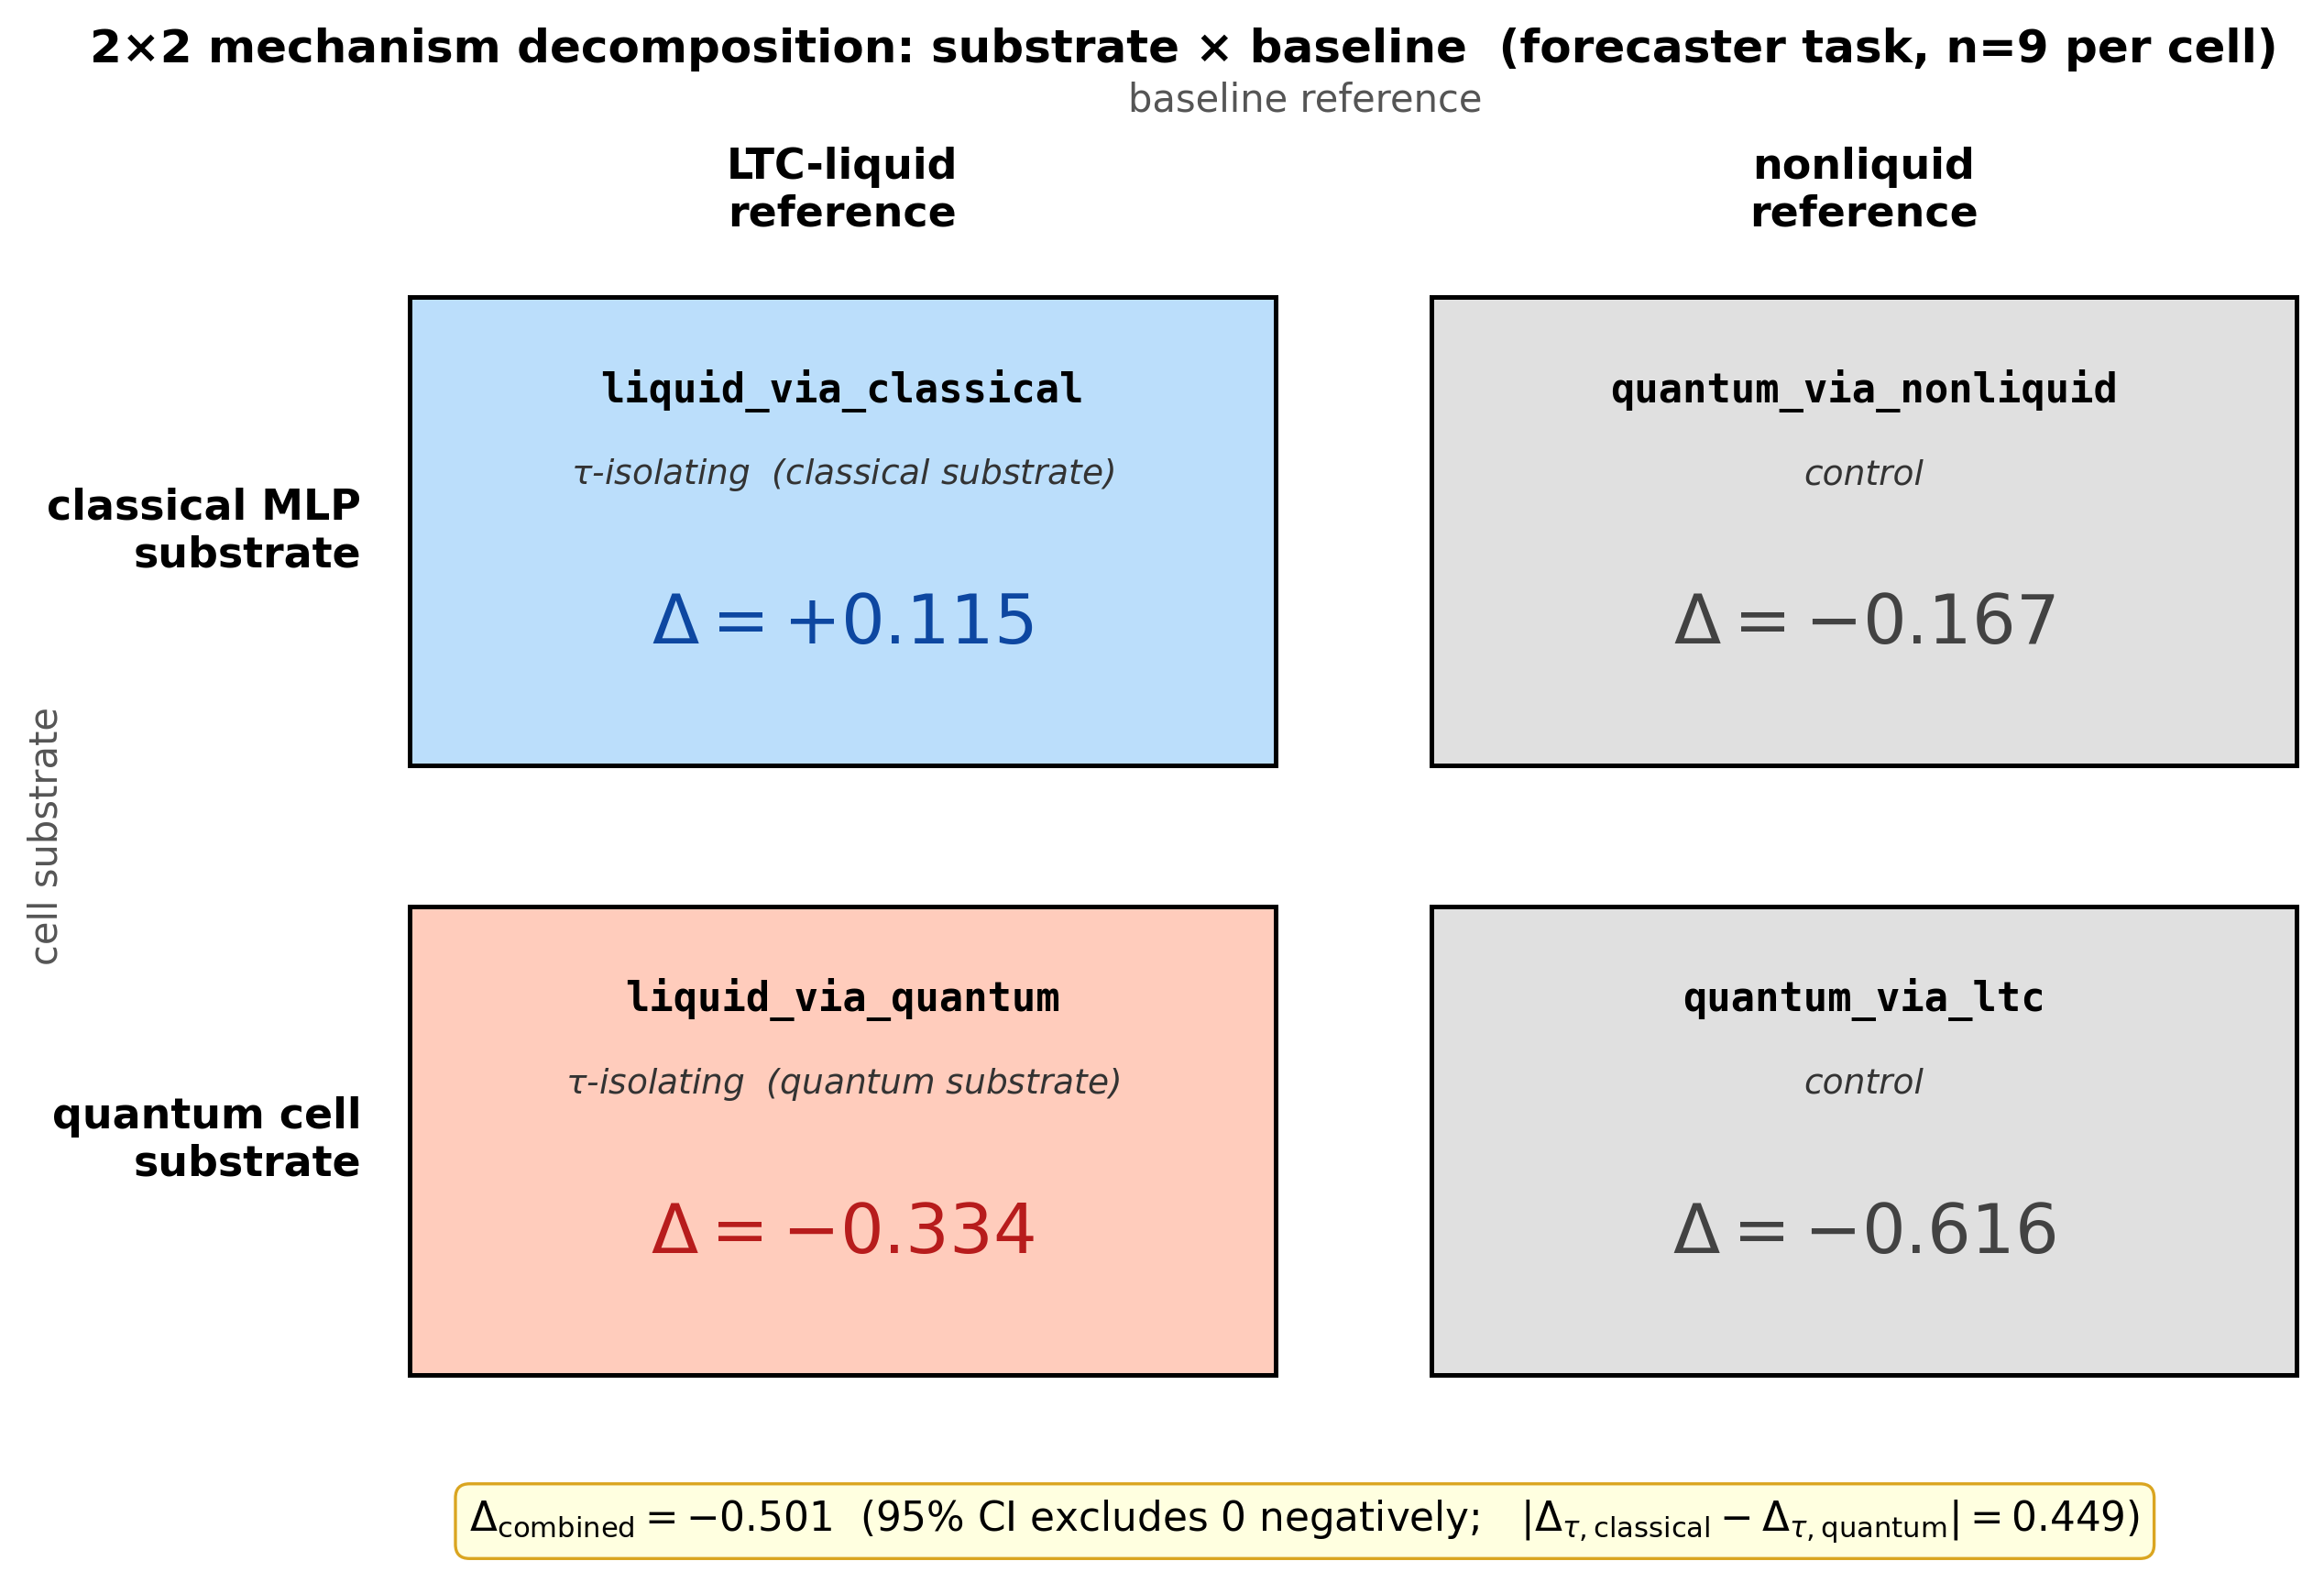 2×2 mechanism decomposition: substrate × baseline (forecaster task, n=9 per cell)
baseline reference
LTC-liquid
reference
nonliquid
reference
classical MLP
substrate
liquid_via_classical
τ-isolating (classical substrate)
Δ = +0.115
quantum_via_nonliquid
control
Δ = −0.167
cell substrate
quantum cell
substrate
liquid_via_quantum
τ-isolating (quantum substrate)
Δ = −0.334
quantum_via_ltc
control
Δ = −0.616
Δcombined = −0.501 (95% CI excludes 0 negatively; |Δτ, classical − Δτ, quantum| = 0.449)